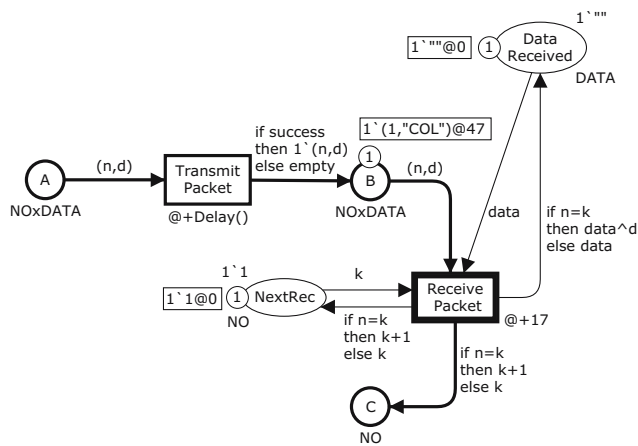 1`""
1`""@0
1
Data
Received
DATA
if success
then 1`(n,d)
else empty
1`(1,"COL")@47
1
A
(n,d)
Transmit
Packet
B
(n,d)
NOxDATA
@+Delay()
NOxDATA
data
if n=k
then data^d
else data
1`1
1`1@0
1
NextRec
NO
k
if n=k
then k+1
else k
Receive
Packet
@+17
if n=k
then k+1
else k
C
NO